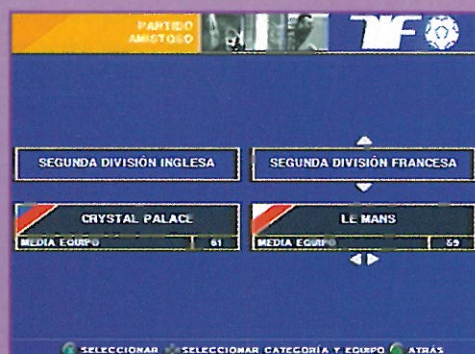 PARTIDO
AMISTOSO
SEGUNDA DIVISIÓN INGLESA
SEGUNDA DIVISIÓN FRANCESA
CRYSTAL PALACE
MEDIA EQUIPO 61
LE MANS
MEDIA EQUIPO 59
SELECCIONAR SELECCIONAR CATEGORÍA Y EQUIPO ATRÁS